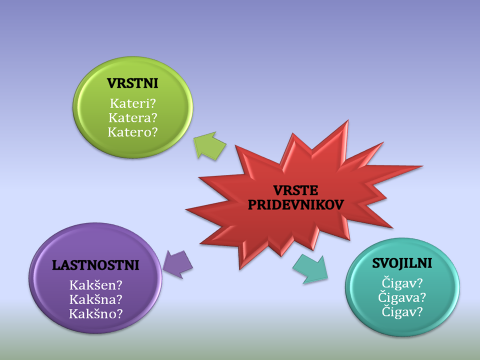 VRSTNI
Kateri?
Katera?
Katero?
VRSTE
PRIDEVNIKOV
LASTNOSTNI
Kakšen?
Kakšna?
Kakšno?
SVOJILNI
Čigav?
Čigava?
Čigav?